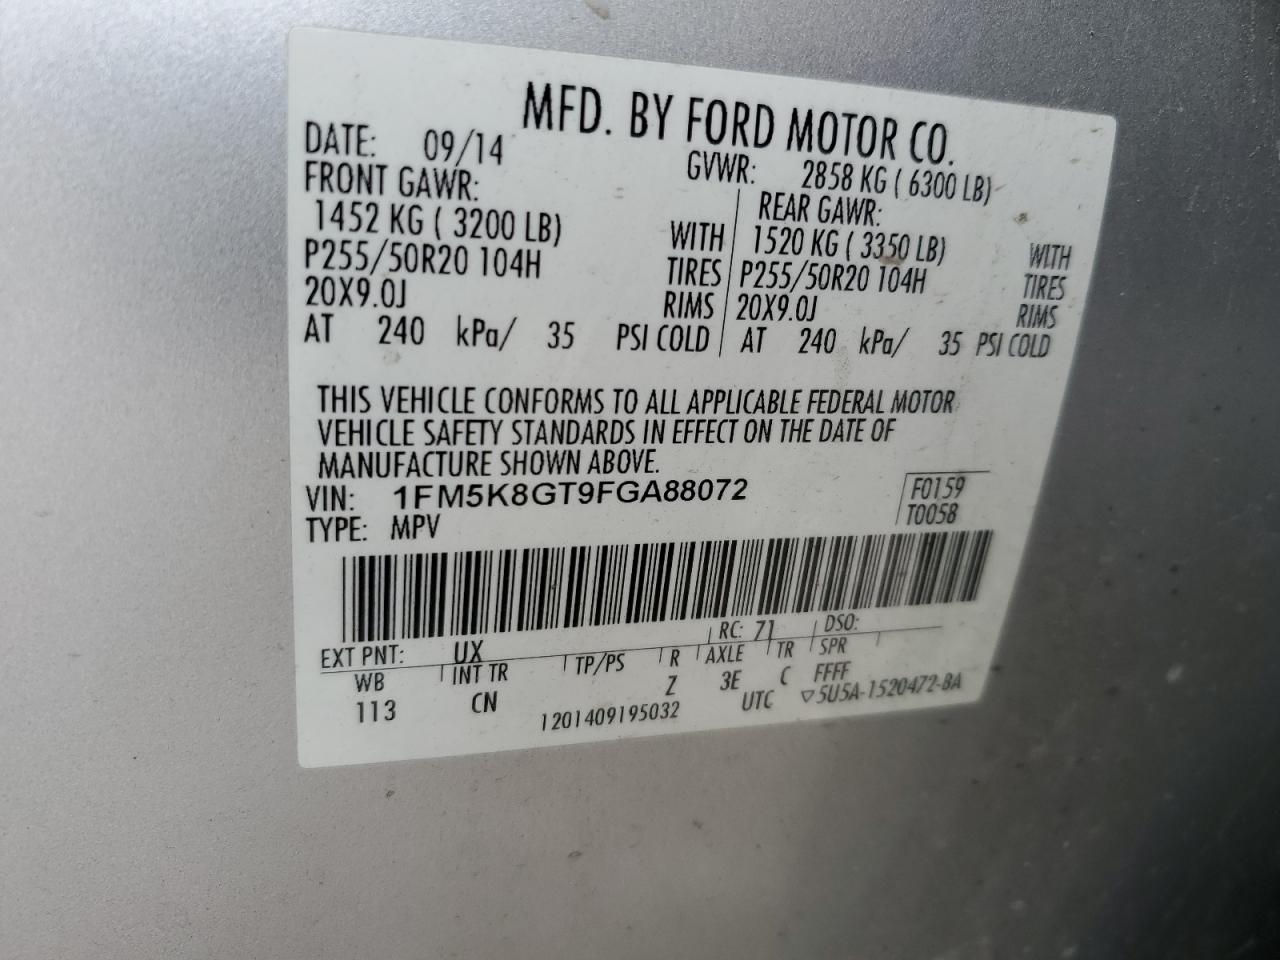 MFD. BY FORD MOTOR CO.
DATE: 09/14 GVWR: 2858 KG ( 6300 LB)
FRONT GAWR: REAR GAWR:
1452 KG ( 3200 LB) WITH 1520 KG ( 3350 LB) WITH
P255/50R20 104H TIRES P255/50R20 104H TIRES
20X9.0J RIMS 20X9.0J RIMS
AT 240 kPa/ 35 PSI COLD AT 240 kPa/ 35 PSI COLD
THIS VEHICLE CONFORMS TO ALL APPLICABLE FEDERAL MOTOR
VEHICLE SAFETY STANDARDS IN EFFECT ON THE DATE OF
MANUFACTURE SHOWN ABOVE.
VIN: 1FM5K8GT9FGA88072 F0159
TYPE: MPV T0058
EXT PNT: UX RC: 71 DSO:
WB INT TR TP/PS R AXLE TR SPR
113 CN Z 3E C FFFF
1201409195032 UTC ▽5U5A-1520472-BA